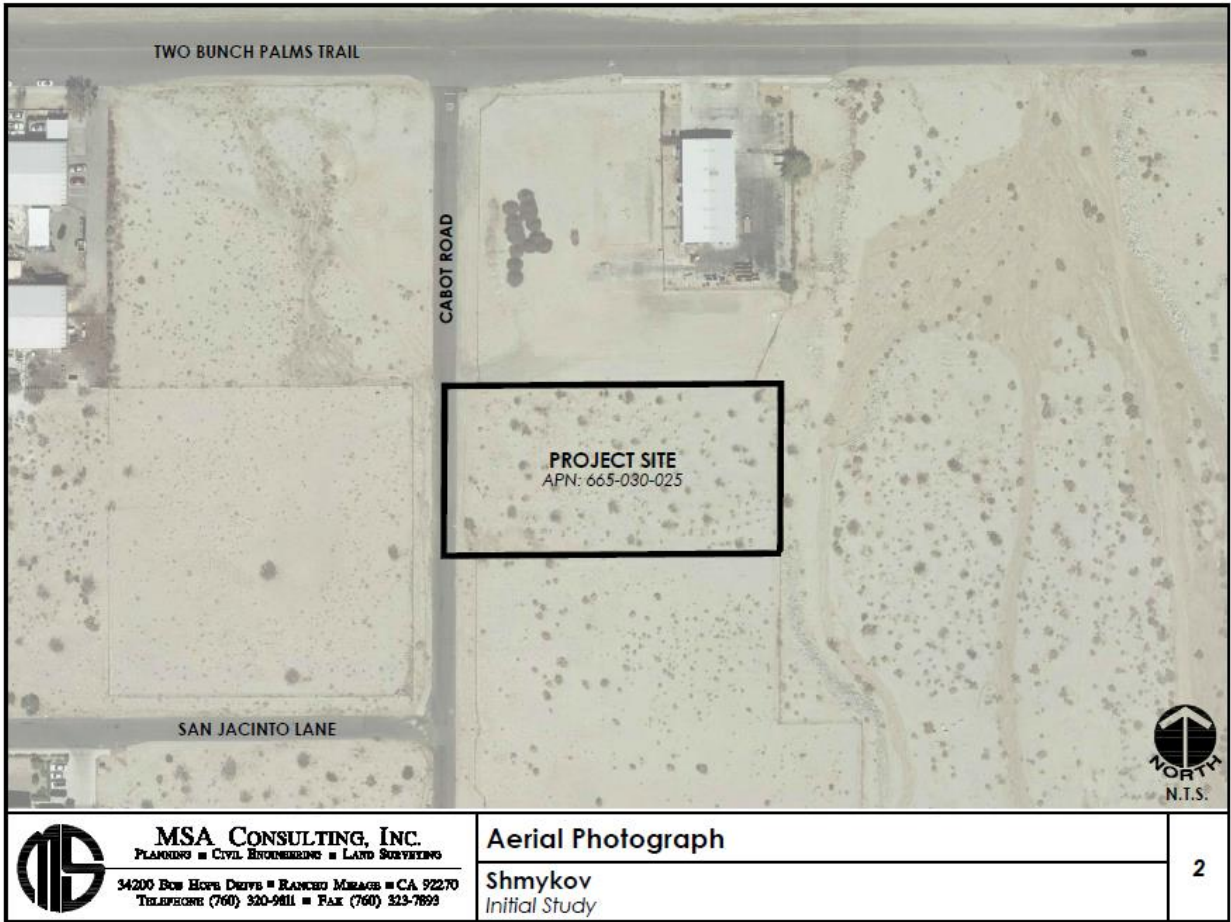 TWO BUNCH PALMS TRAIL
CABOT ROAD
PROJECT SITE
APN: 665-030-025
SAN JACINTO LANE
NORTH
N.T.S.
MS
MSA CONSULTING, INC.
PLANNING ■ CIVIL ENGINEERING ■ LAND SURVEYING
34200 BOB HOPE DRIVE ■ RANCHO MIRAGE ■ CA 92270
TELEPHONE (760) 320-9811 ■ FAX (760) 323-7893
Aerial Photograph
Shmykov
Initial Study
2